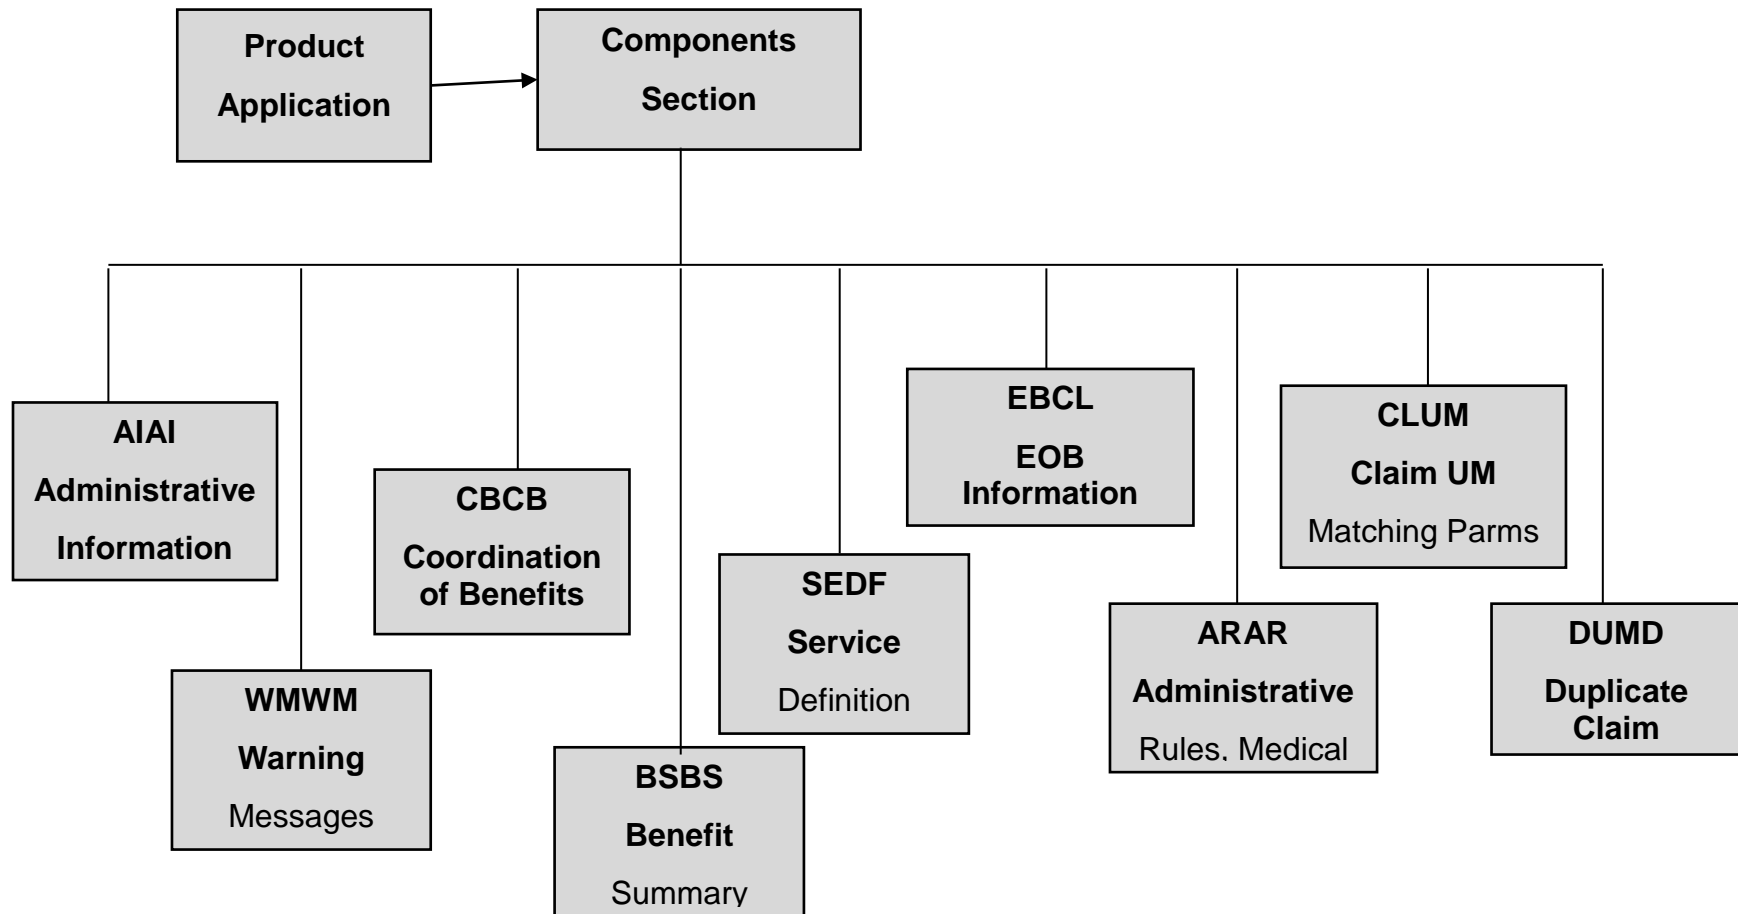 Product
Application
Components
Section
AIAI
Administrative
Information
WMWM
Warning
Messages
CBCB
Coordination
of Benefits
BSBS
Benefit
Summary
SEDF
Service
Definition
EBCL
EOB
Information
ARAR
Administrative
Rules, Medical
CLUM
Claim UM
Matching Parms
DUMD
Duplicate
Claim